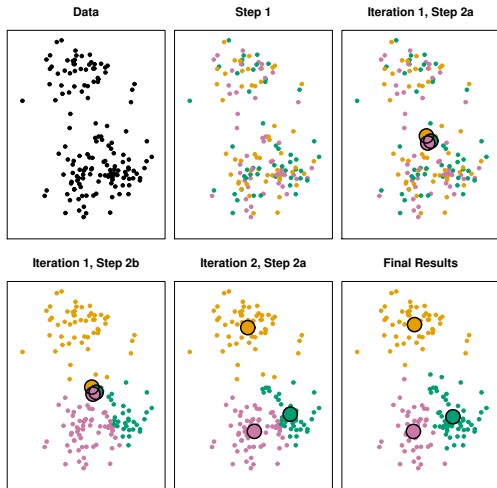 Data
Step 1
Iteration 1, Step 2a
Iteration 1, Step 2b
Iteration 2, Step 2a
Final Results